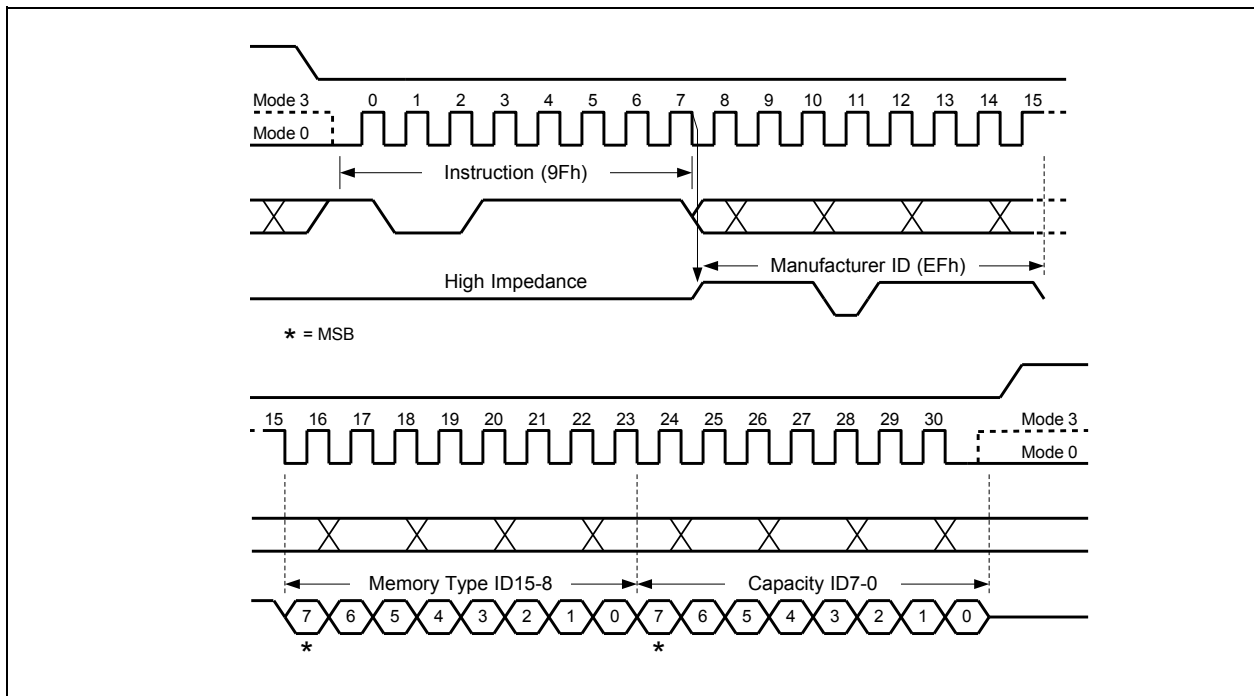 Mode 3 0 1 2 3 4 5 6 7 8 9 10 11 12 13 14 15
Mode 0
Instruction (9Fh)
Manufacturer ID (EFh)
High Impedance
* = MSB
15 16 17 18 19 20 21 22 23 24 25 26 27 28 29 30
Mode 3
Mode 0
Memory Type ID15-8 Capacity ID7-0
7 6 5 4 3 2 1 0 7 6 5 4 3 2 1 0
* *